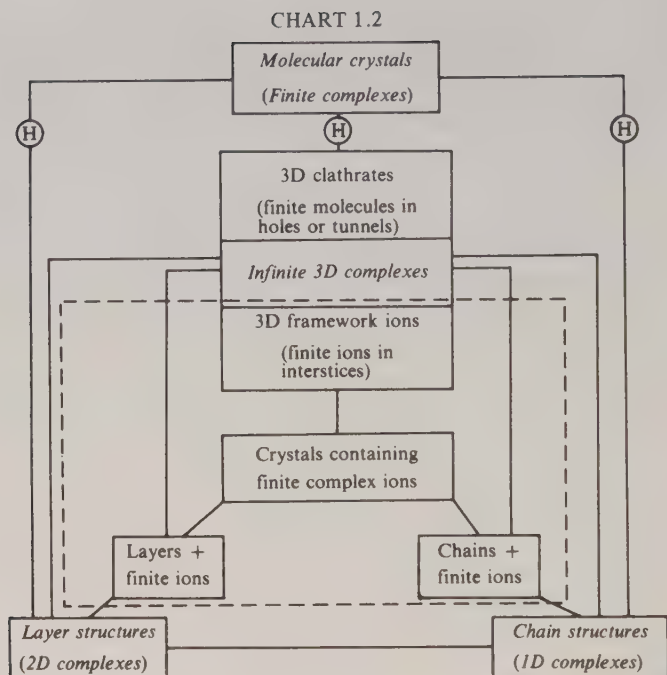 CHART 1.2
Molecular crystals
(Finite complexes)
H
H
H
3D clathrates
(finite molecules in
holes or tunnels)
Infinite 3D complexes
3D framework ions
(finite ions in
interstices)
Crystals containing
finite complex ions
Layers +
finite ions
Chains +
finite ions
Layer structures
(2D complexes)
Chain structures
(1D complexes)